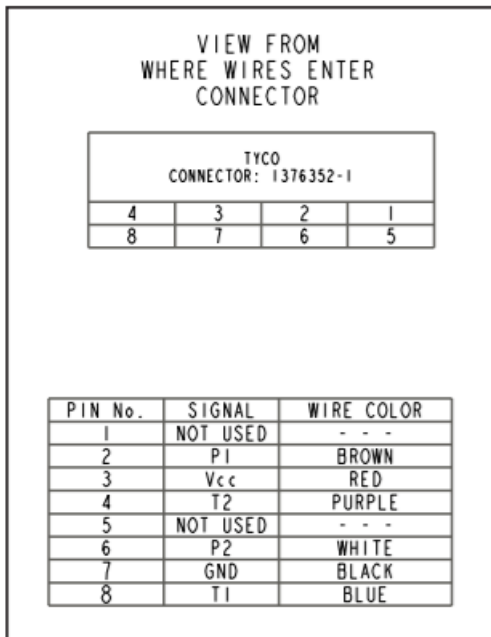 VIEW FROM
WHERE WIRES ENTER
CONNECTOR
TYCO
CONNECTOR: 1376352-1
4 3 2 1
8 7 6 5
PIN No. SIGNAL WIRE COLOR
1 NOT USED - - -
2 P1 BROWN
3 Vcc RED
4 T2 PURPLE
5 NOT USED - - -
6 P2 WHITE
7 GND BLACK
8 T1 BLUE